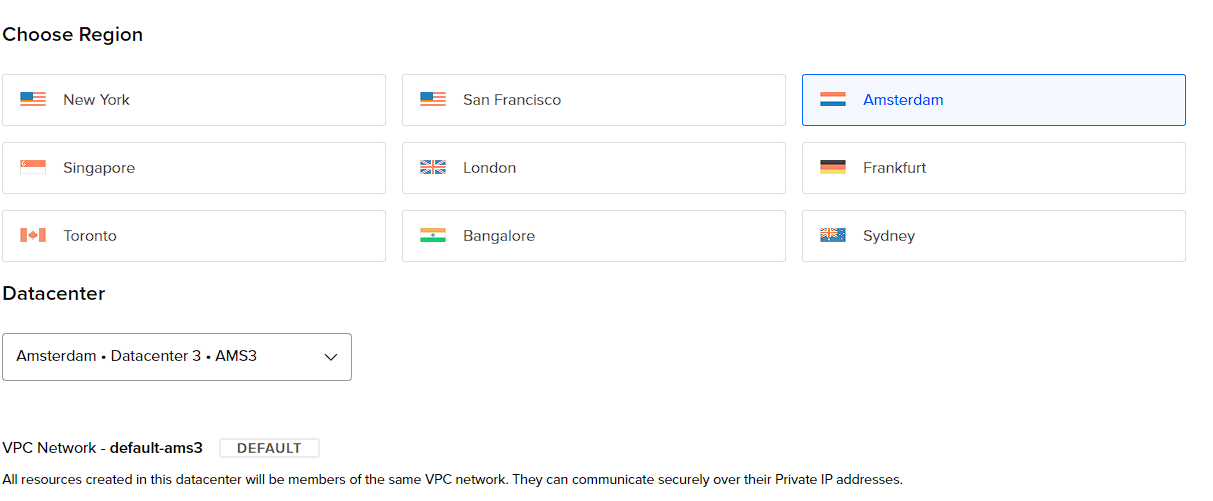 Choose Region
New York
San Francisco
Amsterdam
Singapore
London
Frankfurt
Toronto
Bangalore
Sydney
Datacenter
Amsterdam • Datacenter 3 • AMS3
VPC Network - default-ams3 DEFAULT
All resources created in this datacenter will be members of the same VPC network. They can communicate securely over their Private IP addresses.